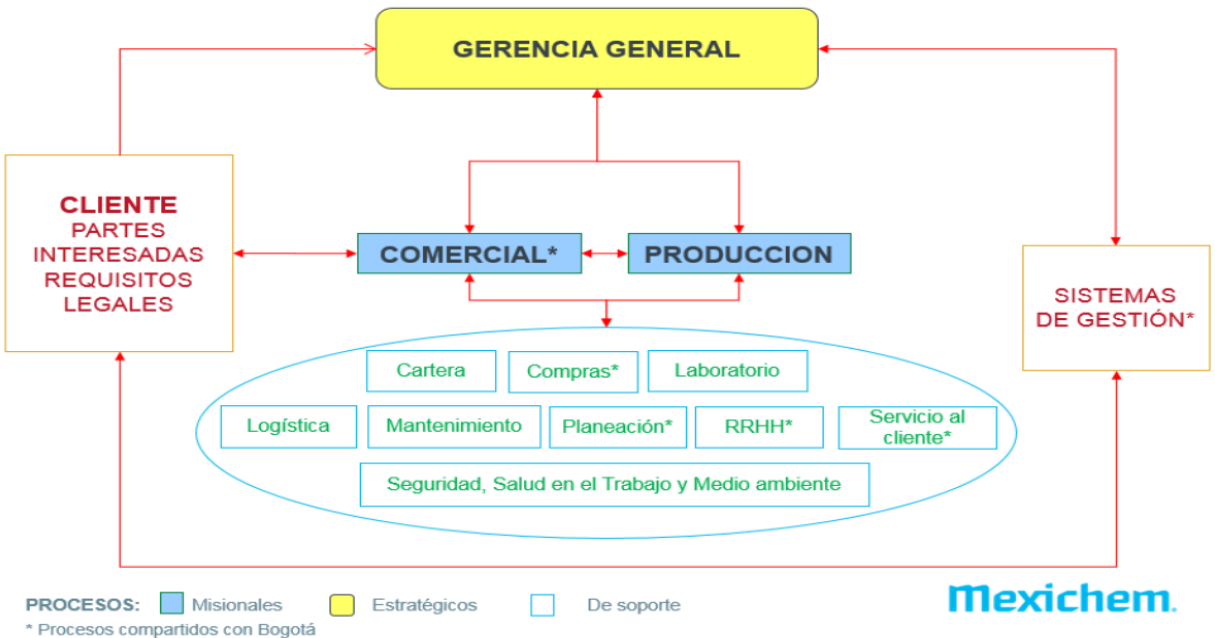 GERENCIA GENERAL
CLIENTE
PARTES
INTERESADAS
REQUISITOS
LEGALES
COMERCIAL*
PRODUCCION
SISTEMAS
DE GESTIÓN*
Cartera
Compras*
Laboratorio
Logística
Mantenimiento
Planeación*
RRHH*
Servicio al
cliente*
Seguridad, Salud en el Trabajo y Medio ambiente
PROCESOS: Misionales Estratégicos De soporte
* Procesos compartidos con Bogotá
Mexichem.